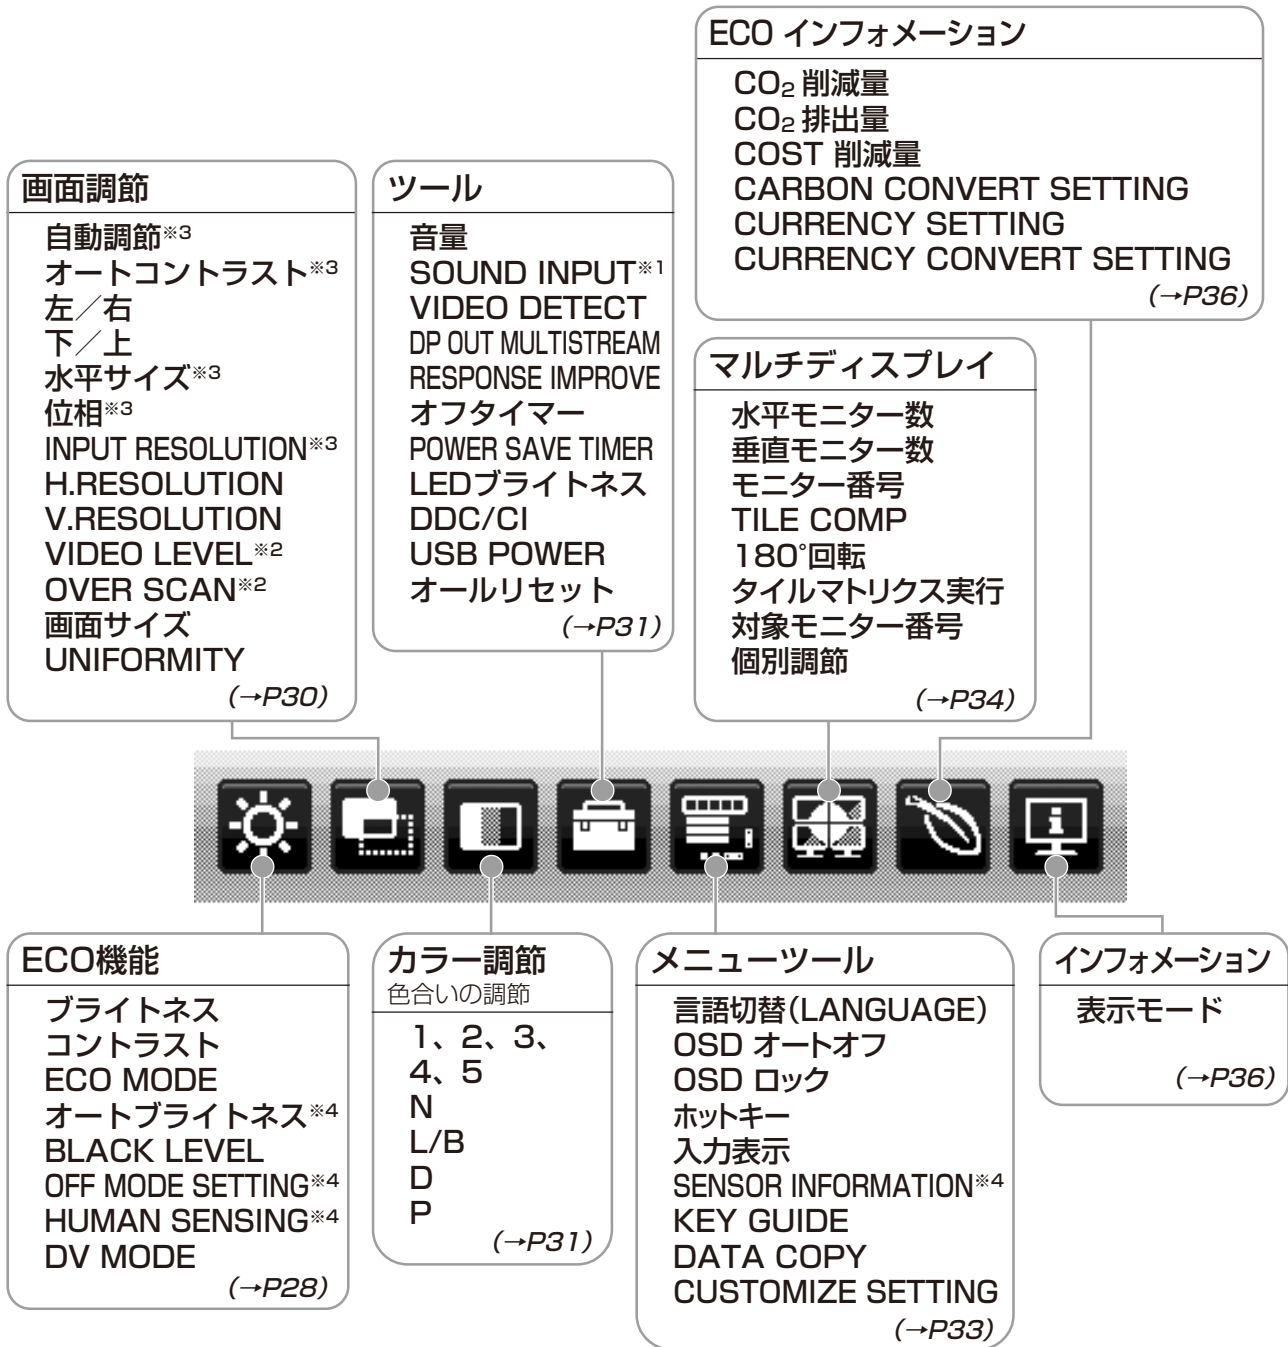 ECO インフォメーション
CO₂ 削減量
CO₂ 排出量
COST 削減量
CARBON CONVERT SETTING
CURRENCY SETTING
CURRENCY CONVERT SETTING
(→P36)
画面調節
自動調節※3
オートコントラスト※3
左／右
下／上
水平サイズ※3
位相※3
INPUT RESOLUTION※3
H.RESOLUTION
V.RESOLUTION
VIDEO LEVEL※2
OVER SCAN※2
画面サイズ
UNIFORMITY
(→P30)
ツール
音量
SOUND INPUT※1
VIDEO DETECT
DP OUT MULTISTREAM
RESPONSE IMPROVE
オフタイマー
POWER SAVE TIMER
LEDブライトネス
DDC/CI
USB POWER
オールリセット
(→P31)
マルチディスプレイ
水平モニター数
垂直モニター数
モニター番号
TILE COMP
180°回転
タイルマトリクス実行
対象モニター番号
個別調節
(→P34)
ECO機能
ブライトネス
コントラスト
ECO MODE
オートブライトネス※4
BLACK LEVEL
OFF MODE SETTING※4
HUMAN SENSING※4
DV MODE
(→P28)
カラー調節
色合いの調節
1、2、3、
4、5
N
L/B
D
P
(→P31)
メニューツール
言語切替(LANGUAGE)
OSD オートオフ
OSD ロック
ホットキー
入力表示
SENSOR INFORMATION※4
KEY GUIDE
DATA COPY
CUSTOMIZE SETTING
(→P33)
インフォメーション
表示モード
(→P36)